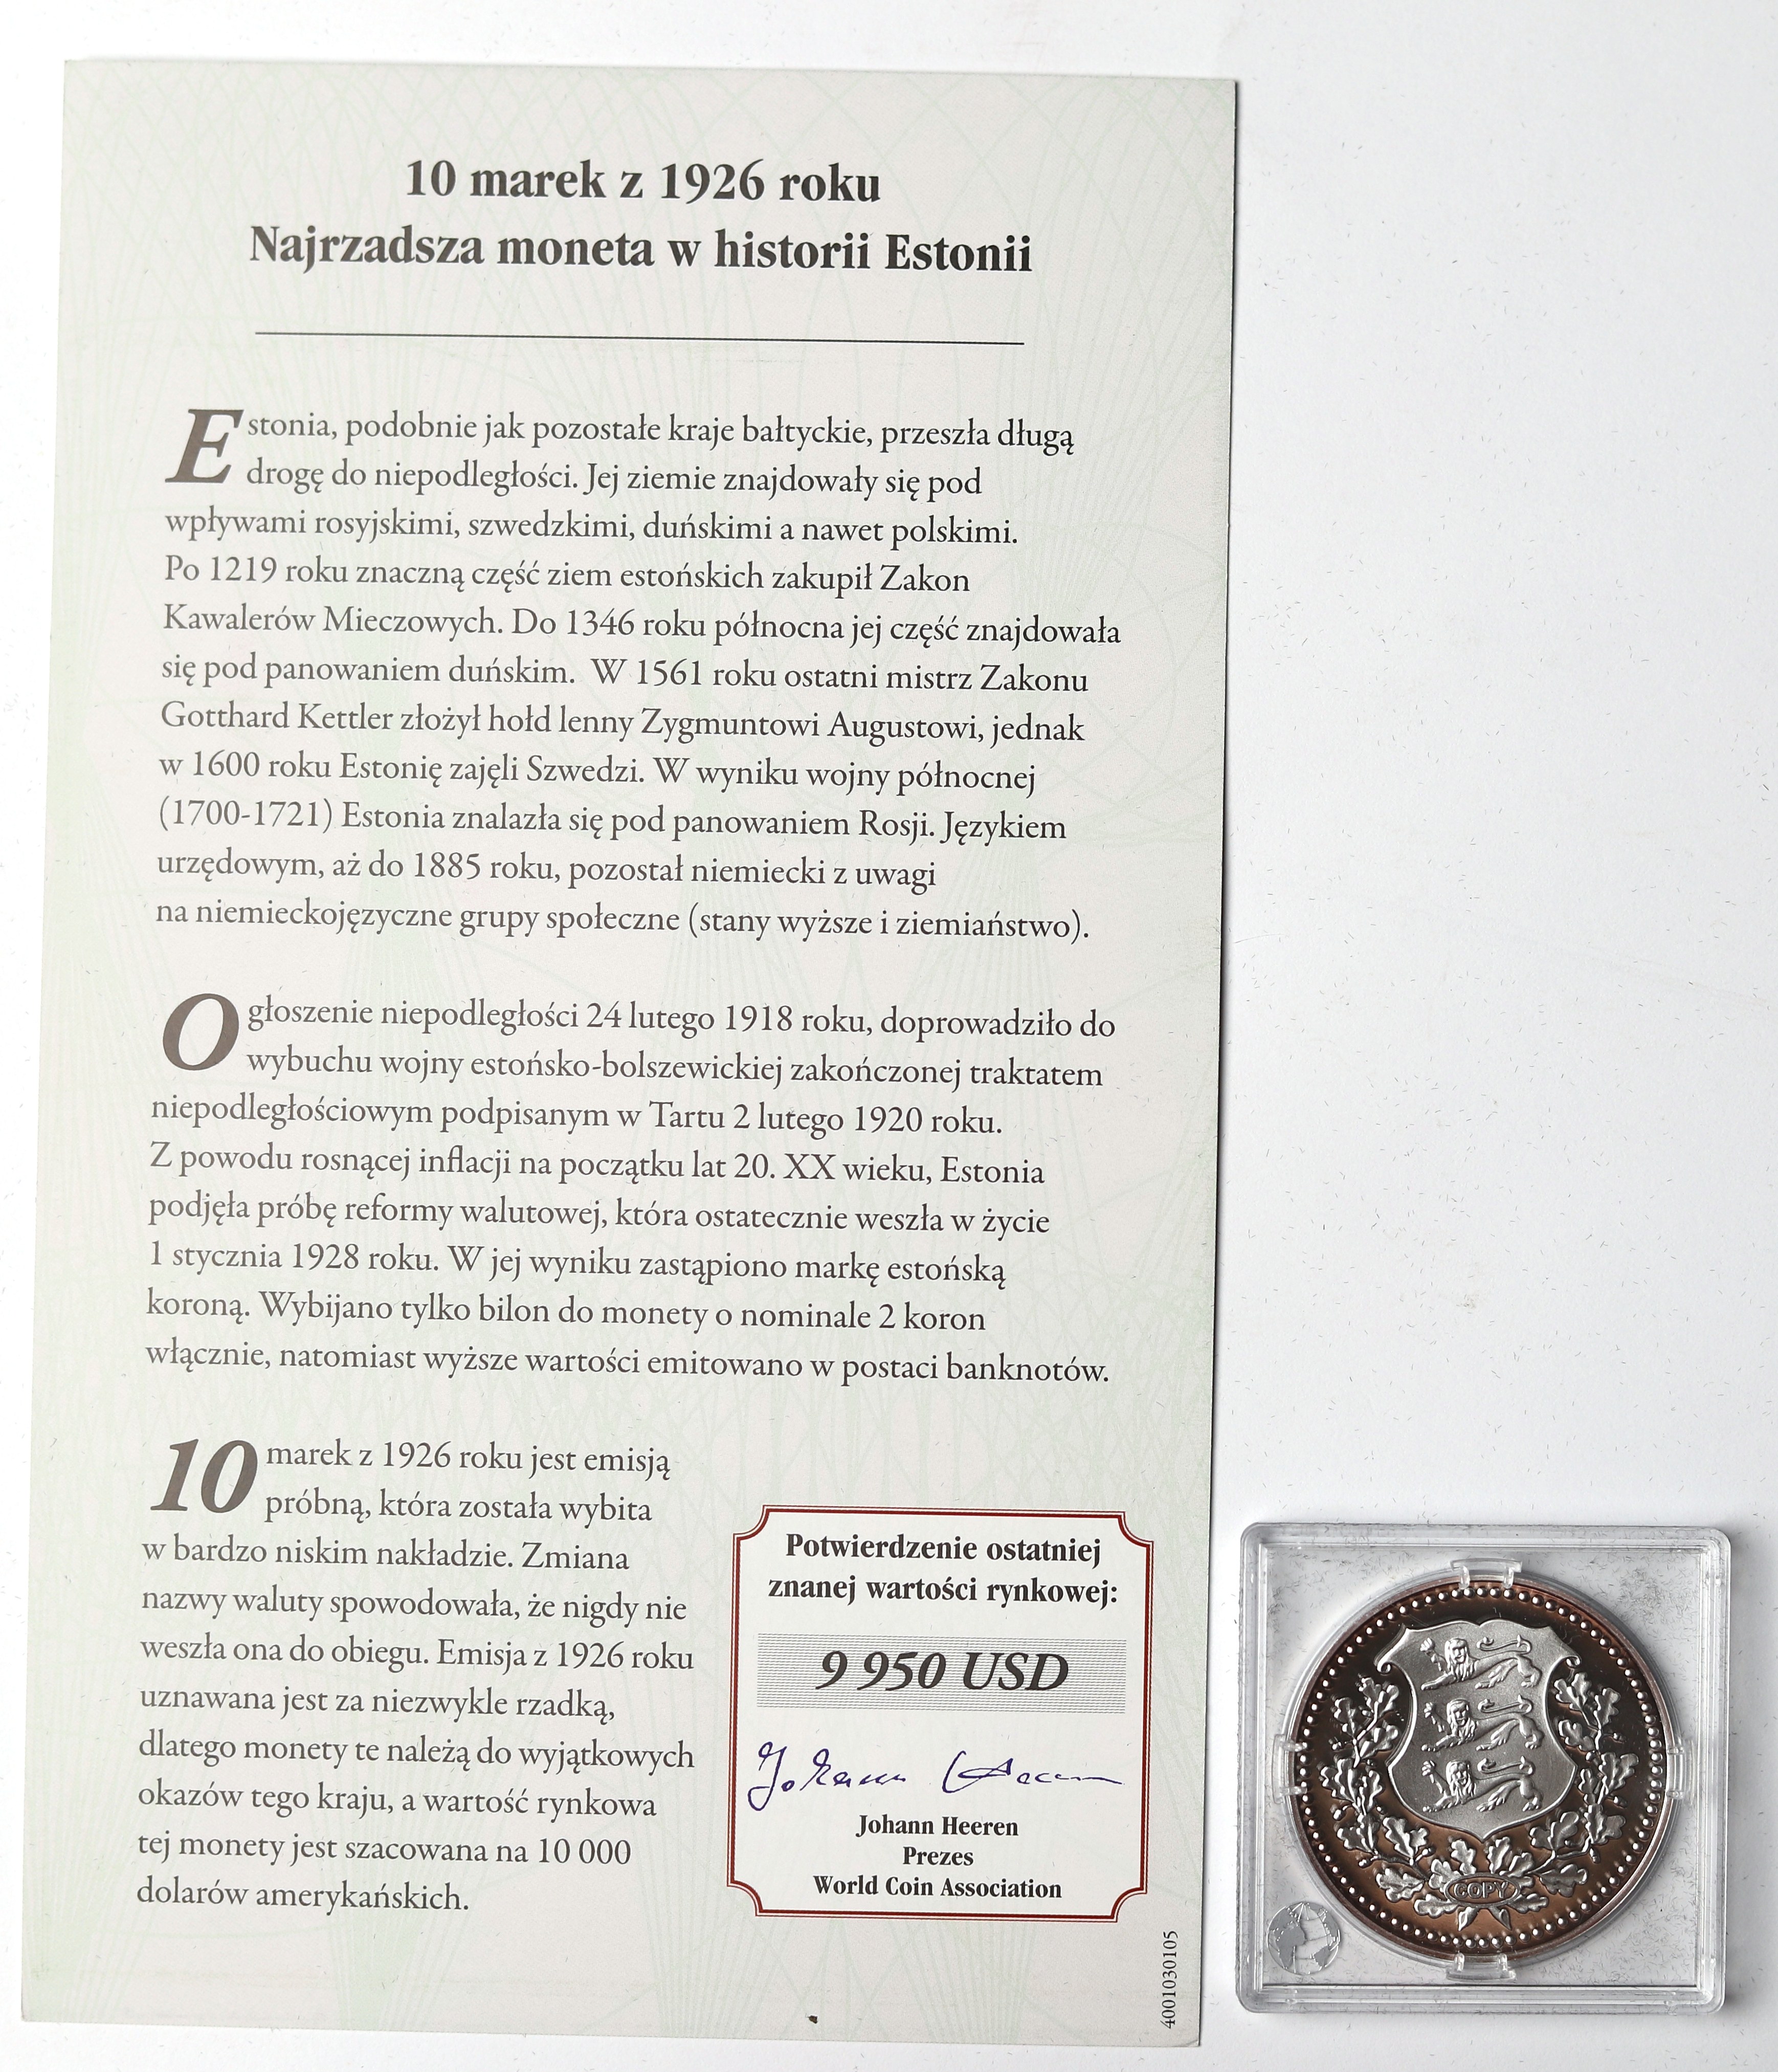 10 marek z 1926 roku
Najrzadsza moneta w historii Estonii
Estonia, podobnie jak pozostałe kraje bałtyckie, przeszła długą
drogę do niepodległości. Jej ziemie znajdowały się pod
wpływami rosyjskimi, szwedzkimi, duńskimi a nawet polskimi.
Po 1219 roku znaczną część ziem estońskich zakupił Zakon
Kawalerów Mieczowych. Do 1346 roku północna jej część znajdowała
się pod panowaniem duńskim. W 1561 roku ostatni mistrz Zakonu
Gotthard Kettler złożył hołd lenny Zygmuntowi Augustowi, jednak
w 1600 roku Estonię zajęli Szwedzi. W wyniku wojny północnej
(1700-1721) Estonia znalazła się pod panowaniem Rosji. Językiem
urzędowym, aż do 1885 roku, pozostał niemiecki z uwagi
na niemieckojęzyczne grupy społeczne (stany wyższe i ziemiaństwo).
Ogłoszenie niepodległości 24 lutego 1918 roku, doprowadziło do
wybuchu wojny estońsko-bolszewickiej zakończonej traktatem
niepodległościowym podpisanym w Tartu 2 lutego 1920 roku.
Z powodu rosnącej inflacji na początku lat 20. XX wieku, Estonia
podjęła próbę reformy walutowej, która ostatecznie weszła w życie
1 stycznia 1928 roku. W jej wyniku zastąpiono markę estońską
koroną. Wybijano tylko bilon do monety o nominale 2 koron
włącznie, natomiast wyższe wartości emitowano w postaci banknotów.
10 marek z 1926 roku jest emisją
próbną, która została wybita
w bardzo niskim nakładzie. Zmiana
nazwy waluty spowodowała, że nigdy nie
weszła ona do obiegu. Emisja z 1926 roku
uznawana jest za niezwykle rzadką,
dlatego monety te należą do wyjątkowych
okazów tego kraju, a wartość rynkowa
tej monety jest szacowana na 10 000
dolarów amerykańskich.
Potwierdzenie ostatniej
znanej wartości rynkowej:
9 950 USD
Johann Heeren
Johann Heeren
Prezes
World Coin Association
4001030105
COPY